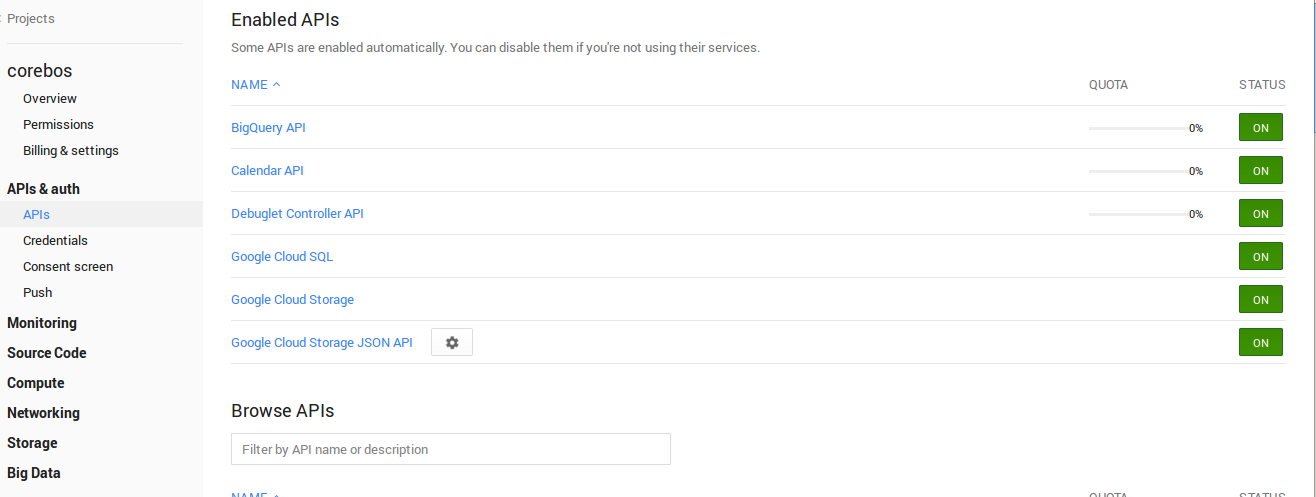 Projects
corebos
Overview
Permissions
Billing & settings
APIs & auth
APIs
Credentials
Consent screen
Push
Monitoring
Source Code
Compute
Networking
Storage
Big Data
Enabled APIs
Some APIs are enabled automatically. You can disable them if you're not using their services.
NAME QUOTA STATUS
BigQuery API 0% ON
Calendar API 0% ON
Debuglet Controller API 0% ON
Google Cloud SQL ON
Google Cloud Storage ON
Google Cloud Storage JSON API ON
Browse APIs
Filter by API name or description
NAME QUOTA STATUS